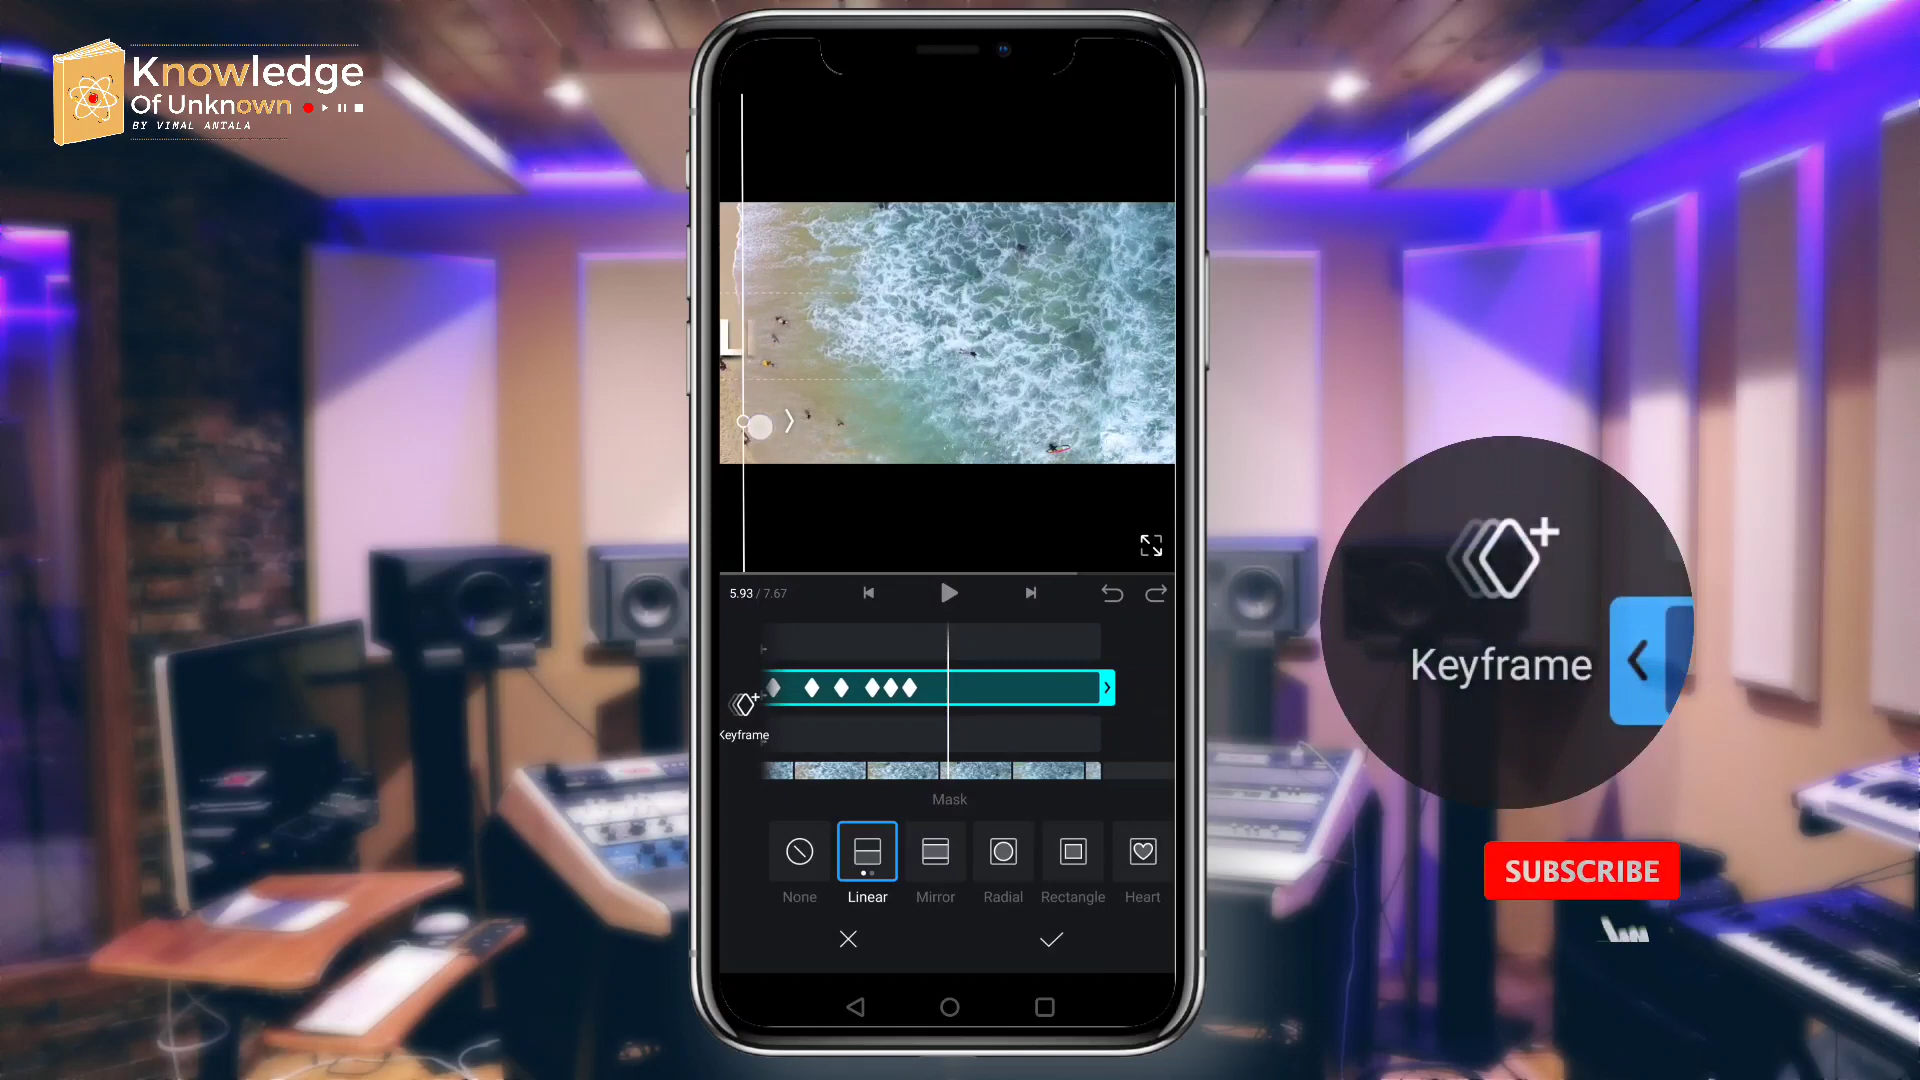 Knowledge
Of Unknown
BY VIMAL ANTALA
5.93 / 7.67
Keyframe
Mask
None
Linear
Mirror
Radial
Rectangle
Heart
Keyframe
SUBSCRIBE